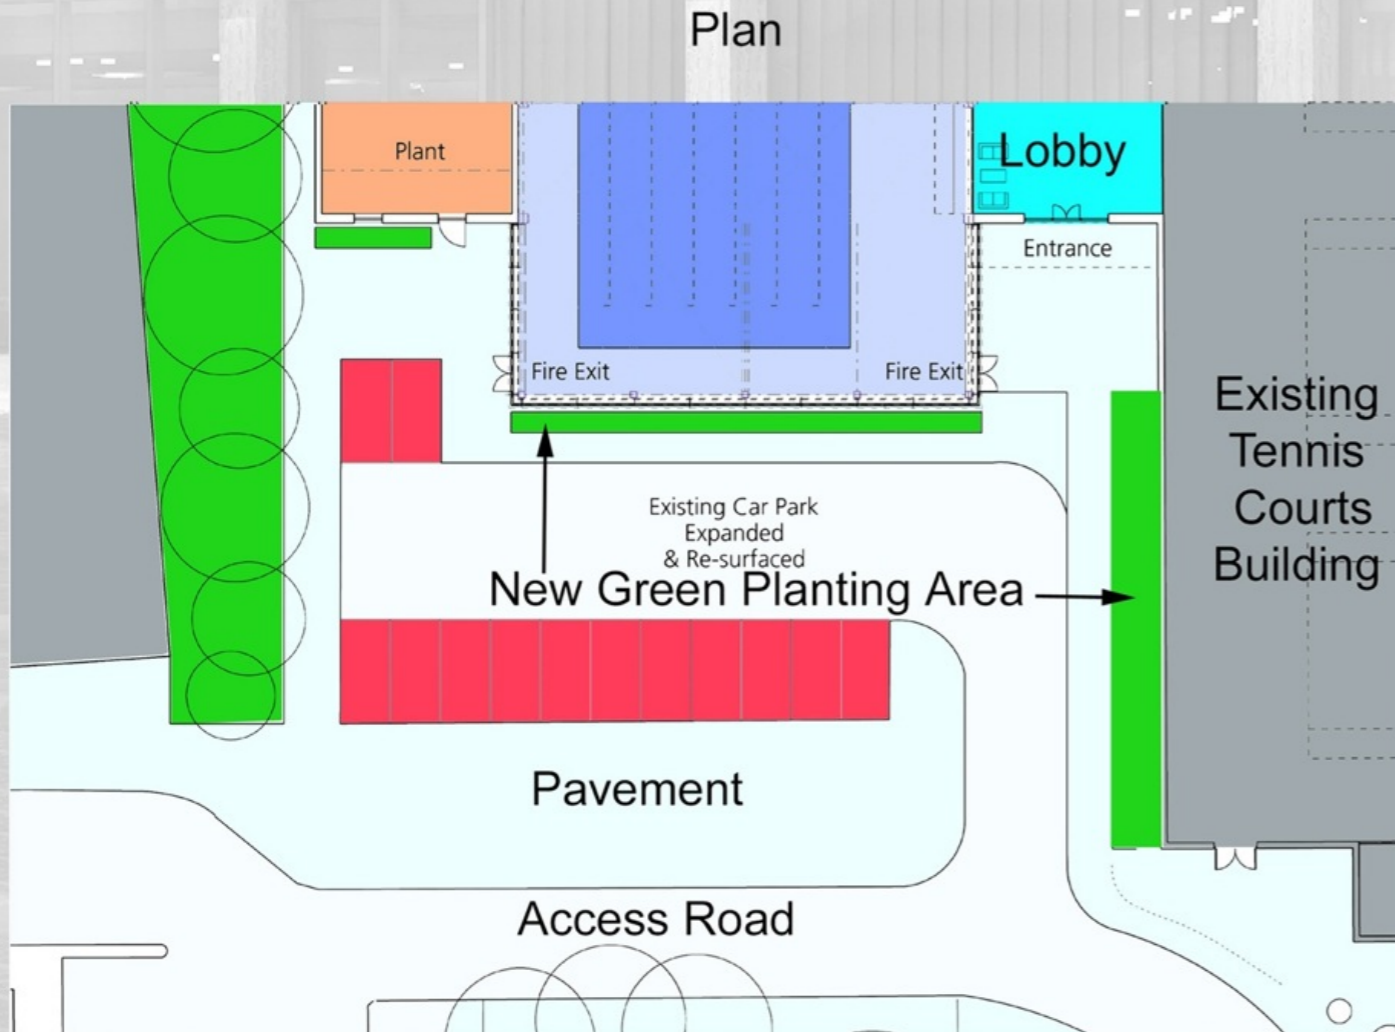 Plan
Plant
Lobby
Entrance
Fire Exit
Fire Exit
Existing
Tennis
Courts
Building
Existing Car Park
Expanded
& Re-surfaced
New Green Planting Area
Pavement
Access Road